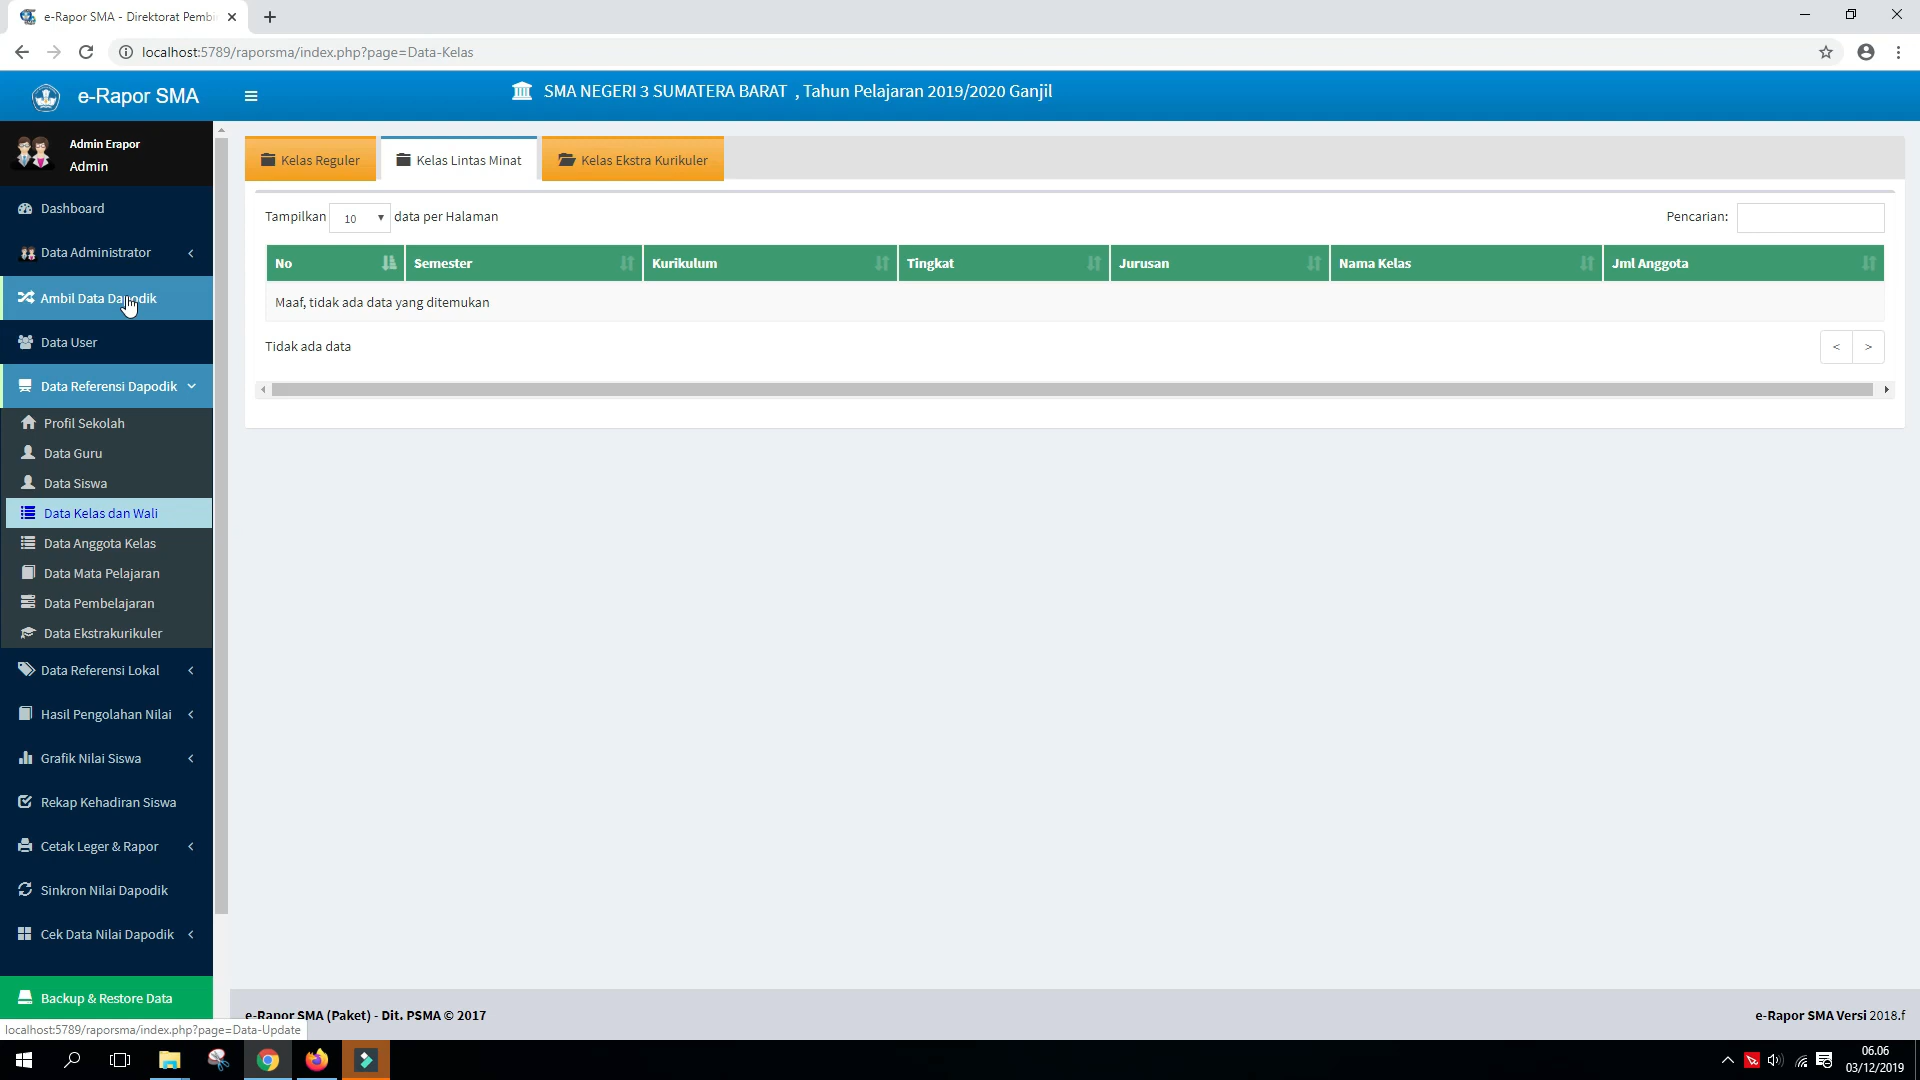 e-Rapor SMA - Direktorat Pembi
localhost:5789/raporsma/index.php?page=Data-Kelas
e-Rapor SMA
SMA NEGERI 3 SUMATERA BARAT , Tahun Pelajaran 2019/2020 Ganjil
Admin Erapor
Admin
Dashboard
Data Administrator
Ambil Data Dapodik
Data User
Data Referensi Dapodik
Profil Sekolah
Data Guru
Data Siswa
Data Kelas dan Wali
Data Anggota Kelas
Data Mata Pelajaran
Data Pembelajaran
Data Ekstrakurikuler
Data Referensi Lokal
Hasil Pengolahan Nilai
Grafik Nilai Siswa
Rekap Kehadiran Siswa
Cetak Leger & Rapor
Sinkron Nilai Dapodik
Cek Data Nilai Dapodik
Backup & Restore Data
Kelas Reguler
Kelas Lintas Minat
Kelas Ekstra Kurikuler
Tampilkan 10 data per Halaman
Pencarian:
No Semester Kurikulum Tingkat Jurusan Nama Kelas Jml Anggota
Maaf, tidak ada data yang ditemukan
Tidak ada data
< >
e-Rapor SMA (Paket) - Dit. PSMA © 2017
e-Rapor SMA Versi 2018.f
localhost:5789/raporsma/index.php?page=Data-Update
06.06
03/12/2019